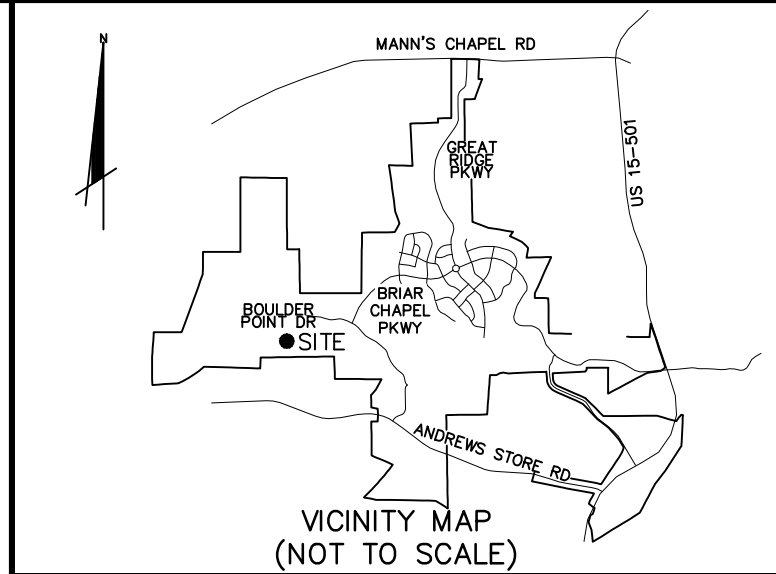 N
MANN'S CHAPEL RD
GREAT
RIDGE
PKWY
US 15-501
BRIAR
CHAPEL
PKWY
BOULDER
POINT DR
SITE
ANDREWS STORE RD
VICINITY MAP
(NOT TO SCALE)